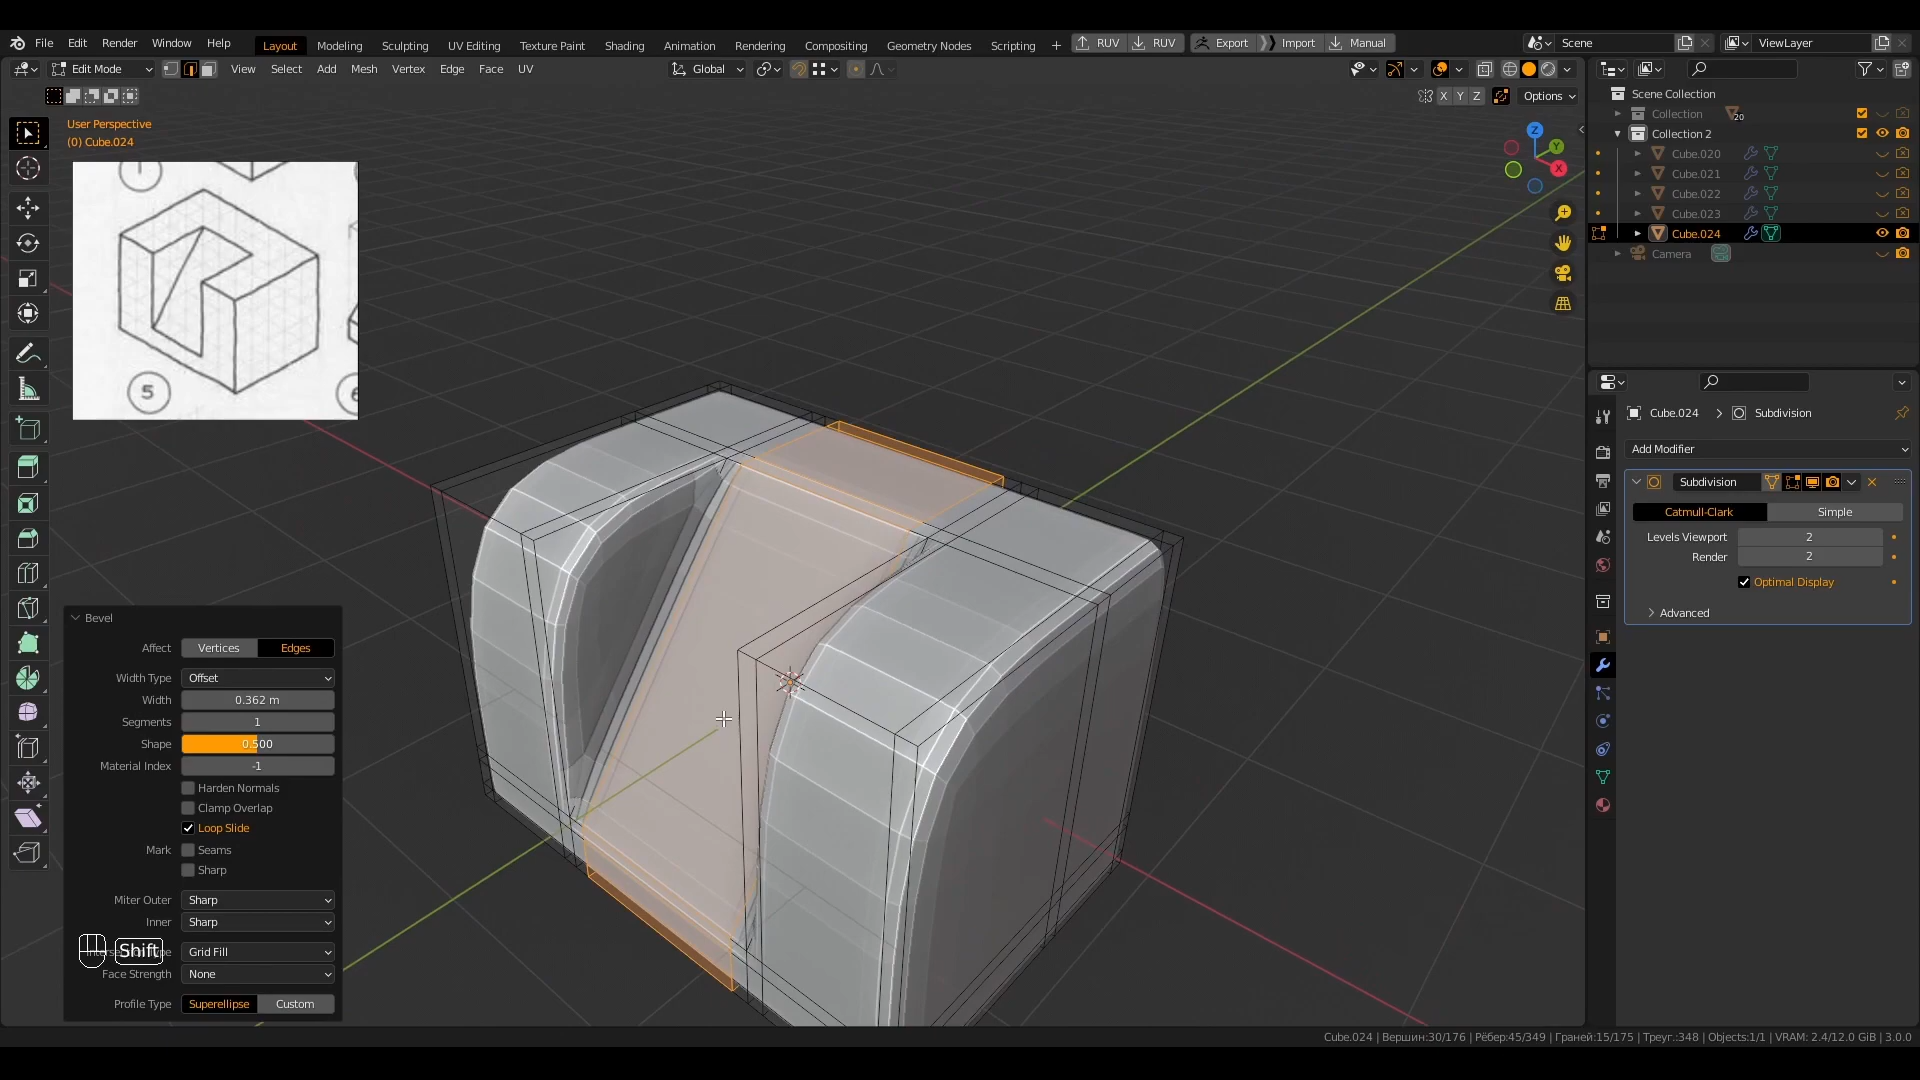 File Edit Render Window Help Layout Modeling Sculpting UV Editing Texture Paint Shading Animation Rendering Compositing Geometry Nodes Scripting + RUV RUV Export Import Manual Scene ViewLayer
Edit Mode View Select Add Mesh Vertex Edge Face UV Global
X Y Z Options
User Perspective
(0) Cube.024
5
Z
Y
X
Scene Collection
Collection 20
Collection 2
Cube.020
Cube.021
Cube.022
Cube.023
Cube.024
Camera
Cube.024 > Subdivision
Add Modifier
Subdivision
Catmull-Clark Simple
Levels Viewport 2
Render 2
Optimal Display
Advanced
Bevel
Affect Vertices Edges
Width Type Offset
Width 0.362 m
Segments 1
Shape 0.500
Material Index -1
Harden Normals
Clamp Overlap
Loop Slide
Mark Seams
Sharp
Miter Outer Sharp
Inner Sharp
Grid Fill
Shift
Face Strength None
Profile Type Superellipse Custom
Cube.024 | Вершин:30/176 | Рёбер:45/349 | Граней:15/175 | Треуг.:348 | Objects:1/1 | VRAM: 2.4/12.0 GiB | 3.0.0